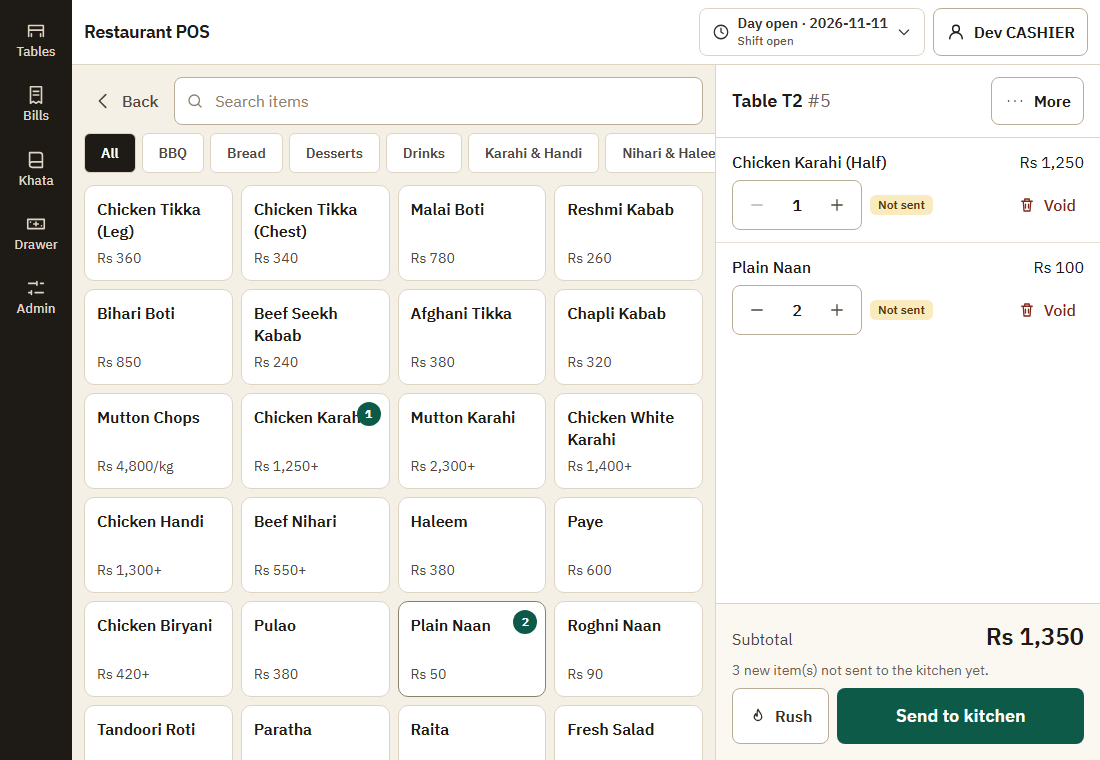 Tables
Bills
Khata
Drawer
Admin
Restaurant POS
Day open · 2026-11-11
Shift open
Dev CASHIER
Back
Search items
All
BBQ
Bread
Desserts
Drinks
Karahi & Handi
Nihari & Halee
Chicken Tikka
(Leg)
Rs 360
Chicken Tikka
(Chest)
Rs 340
Malai Boti
Rs 780
Reshmi Kabab
Rs 260
Bihari Boti
Rs 850
Beef Seekh
Kabab
Rs 240
Afghani Tikka
Rs 380
Chapli Kabab
Rs 320
Mutton Chops
Rs 4,800/kg
Chicken Karah
1
Rs 1,250+
Mutton Karahi
Rs 2,300+
Chicken White
Karahi
Rs 1,400+
Chicken Handi
Rs 1,300+
Beef Nihari
Rs 550+
Haleem
Rs 380
Paye
Rs 600
Chicken Biryani
Rs 420+
Pulao
Rs 380
Plain Naan
2
Rs 50
Roghni Naan
Rs 90
Tandoori Roti
Paratha
Raita
Fresh Salad
Table T2 #5
··· More
Chicken Karahi (Half) Rs 1,250
− 1 + Not sent Void
Plain Naan Rs 100
− 2 + Not sent Void
Subtotal Rs 1,350
3 new item(s) not sent to the kitchen yet.
Rush
Send to kitchen